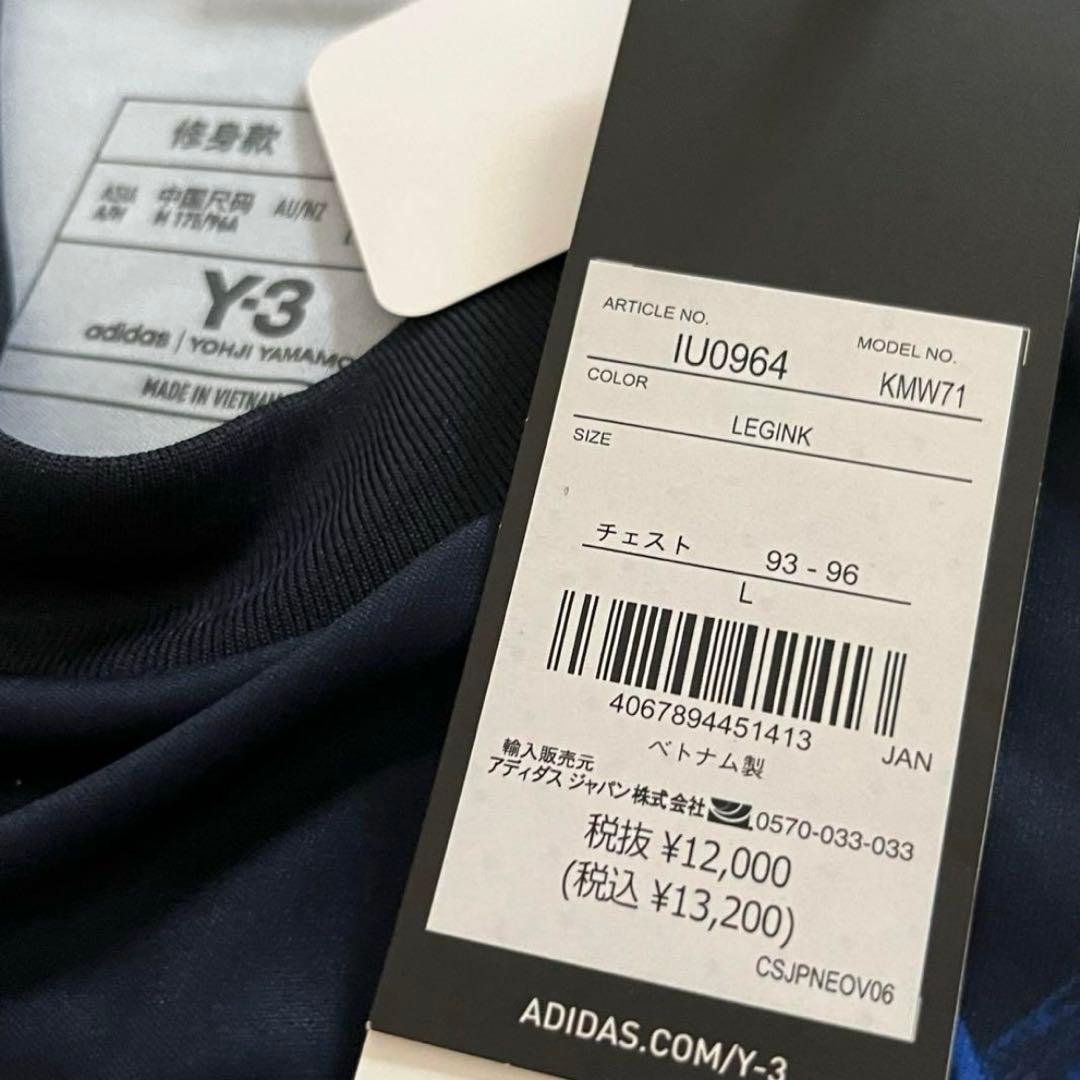 修身款
ASIA 中国尺码 AU/NZ
A/H M 175/96A
Y-3
adidas / YOHJI YAMAMO
MADE IN VIETNAM
ARTICLE NO. MODEL NO.
IU0964 KMW71
COLOR
LEGINK
SIZE
チェスト 93 - 96
L
4067894451413
ベトナム製 JAN
輸入販売元
アディダス ジャパン株式会社 0570-033-033
税抜 ¥12,000
(税込 ¥13,200)
CSJPNEOV06
ADIDAS.COM/Y-3